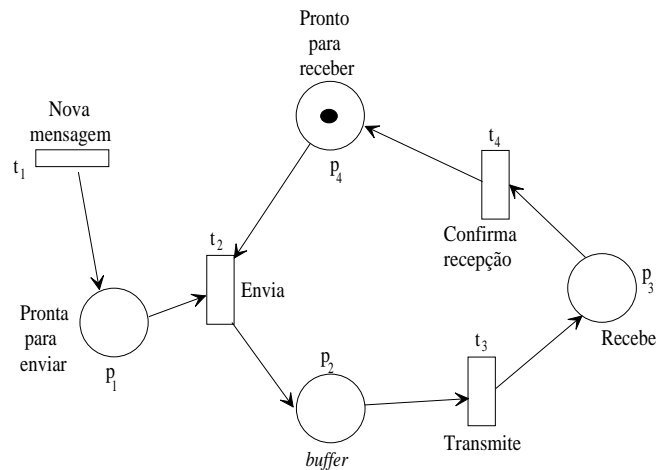 Pronto
para
receber
p4
Nova
mensagem
t1
t4
Confirma
recepção
t2
Envia
p3
Recebe
Pronta
para
enviar
p1
p2
buffer
t3
Transmite